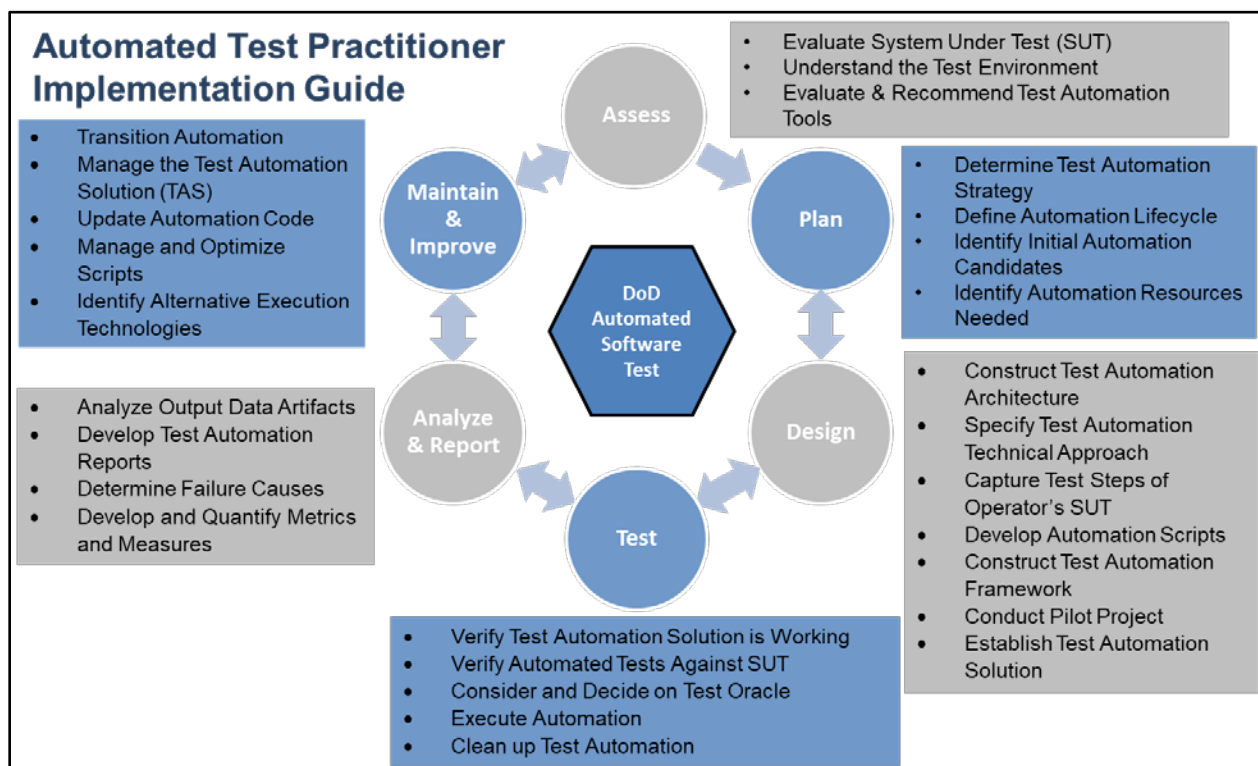 Automated Test Practitioner
Implementation Guide
Assess
• Evaluate System Under Test (SUT)
• Understand the Test Environment
• Evaluate & Recommend Test Automation
Tools
Plan
• Determine Test Automation
Strategy
• Define Automation Lifecycle
• Identify Initial Automation
Candidates
• Identify Automation Resources
Needed
Design
• Construct Test Automation
Architecture
• Specify Test Automation
Technical Approach
• Capture Test Steps of
Operator’s SUT
• Develop Automation Scripts
• Construct Test Automation
Framework
• Conduct Pilot Project
• Establish Test Automation
Solution
Test
• Verify Test Automation Solution is Working
• Verify Automated Tests Against SUT
• Consider and Decide on Test Oracle
• Execute Automation
• Clean up Test Automation
Analyze
& Report
• Analyze Output Data Artifacts
• Develop Test Automation
Reports
• Determine Failure Causes
• Develop and Quantify Metrics
and Measures
Maintain
&
Improve
• Transition Automation
• Manage the Test Automation
Solution (TAS)
• Update Automation Code
• Manage and Optimize
Scripts
• Identify Alternative Execution
Technologies
DoD
Automated
Software
Test